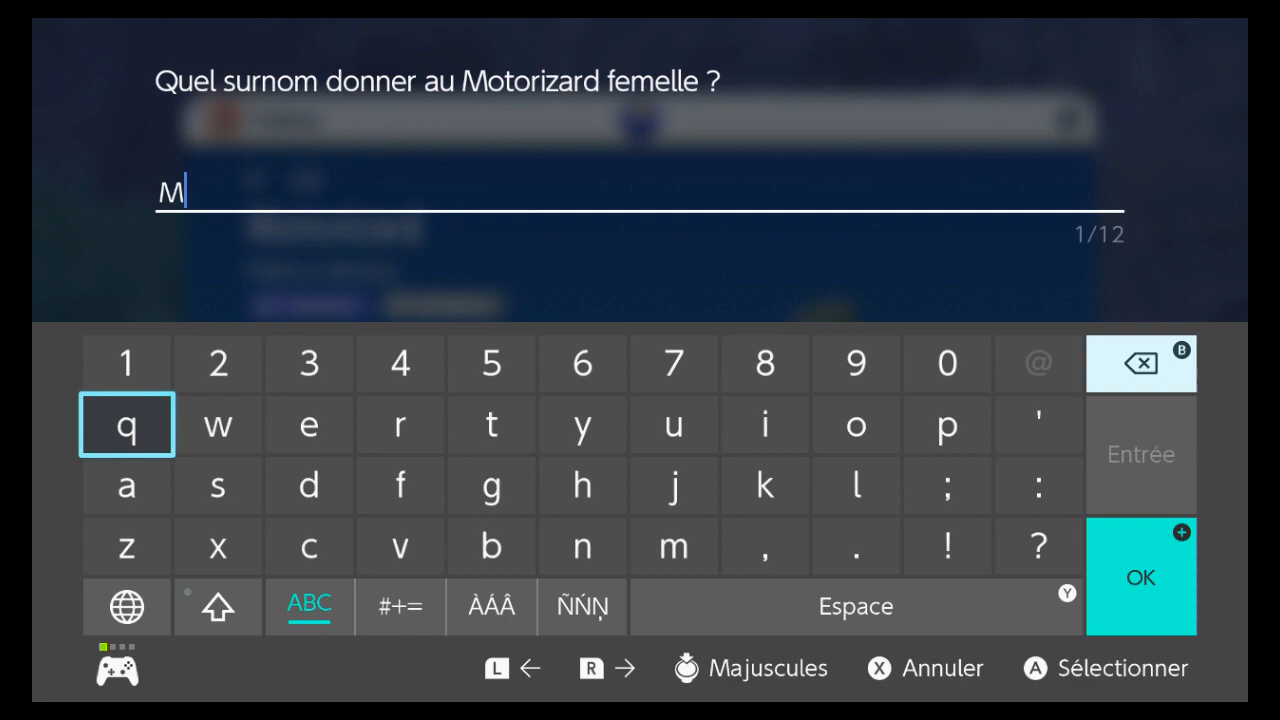 Quel surnom donner au Motorizard femelle ?
M
1/12
1 2 3 4 5 6 7 8 9 0 @ B
q w e r t y u i o p '
Entrée
a s d f g h j k l ; :
z x c v b n m , . ! ?
OK
ABC #+= ÀÁÂ ÑŃŅ Espace Y
L ← R → Majuscules X Annuler A Sélectionner